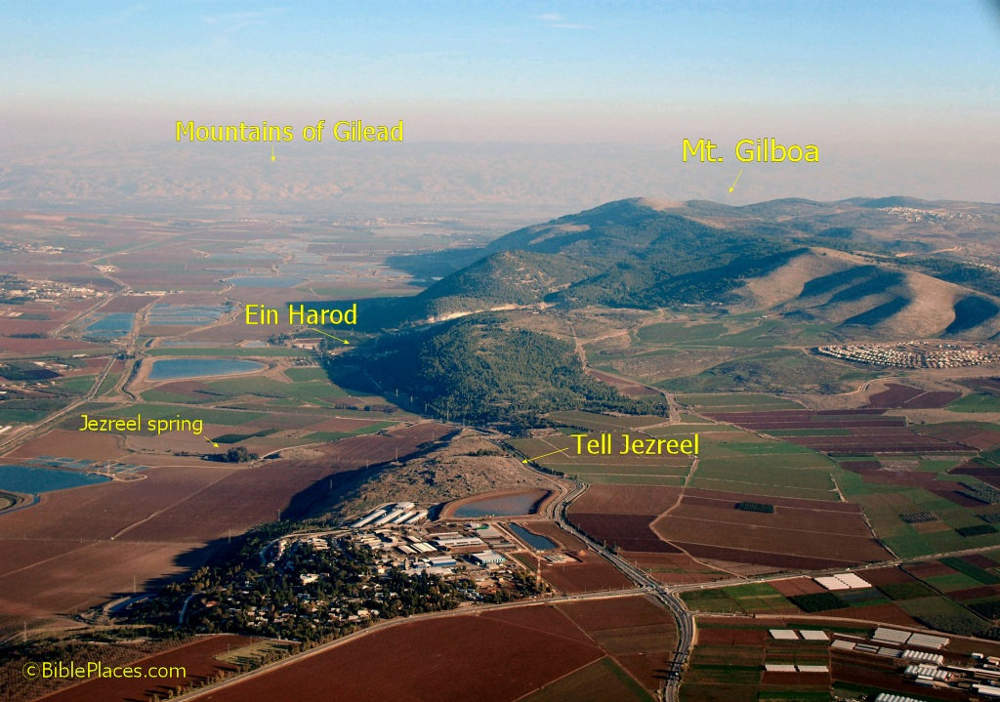 Mountains of Gilead
Mt. Gilboa
Ein Harod
Jezreel spring
Tell Jezreel
©BiblePlaces.com